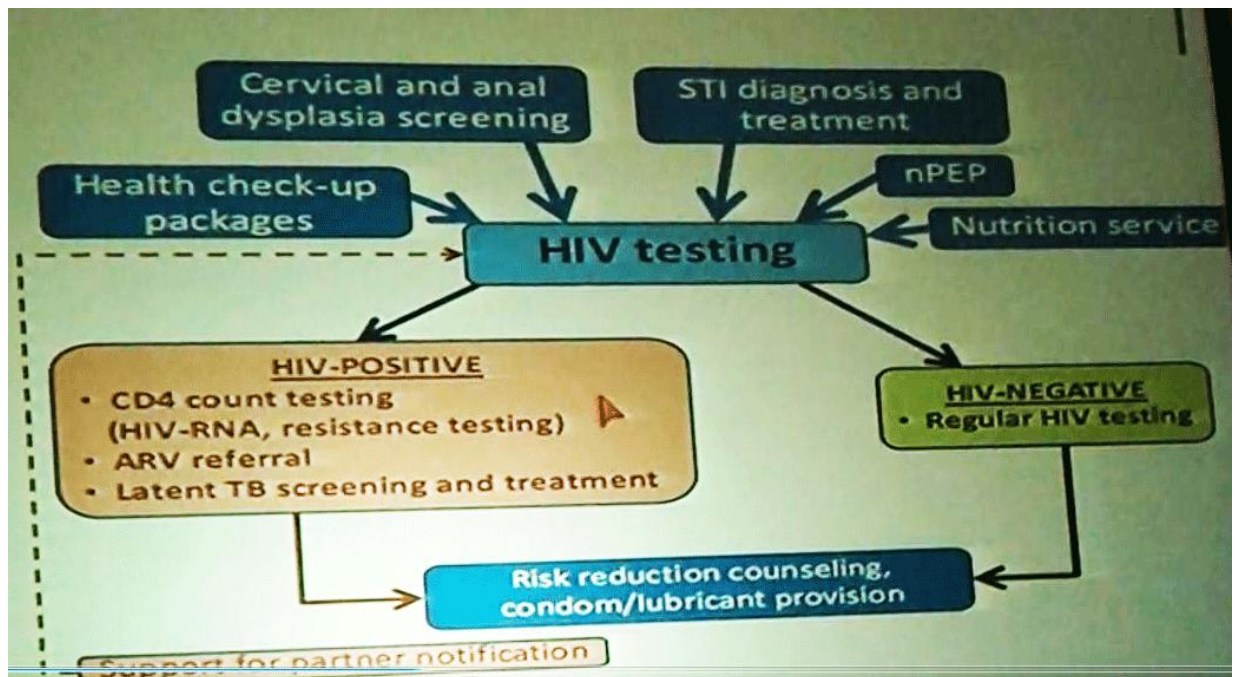 Cervical and anal
dysplasia screening
STI diagnosis and
treatment
Health check-up
packages
nPEP
Nutrition service
HIV testing
HIV-POSITIVE
• CD4 count testing
(HIV-RNA, resistance testing)
• ARV referral
• Latent TB screening and treatment
HIV-NEGATIVE
• Regular HIV testing
Risk reduction counseling,
condom/lubricant provision
Support for partner notification